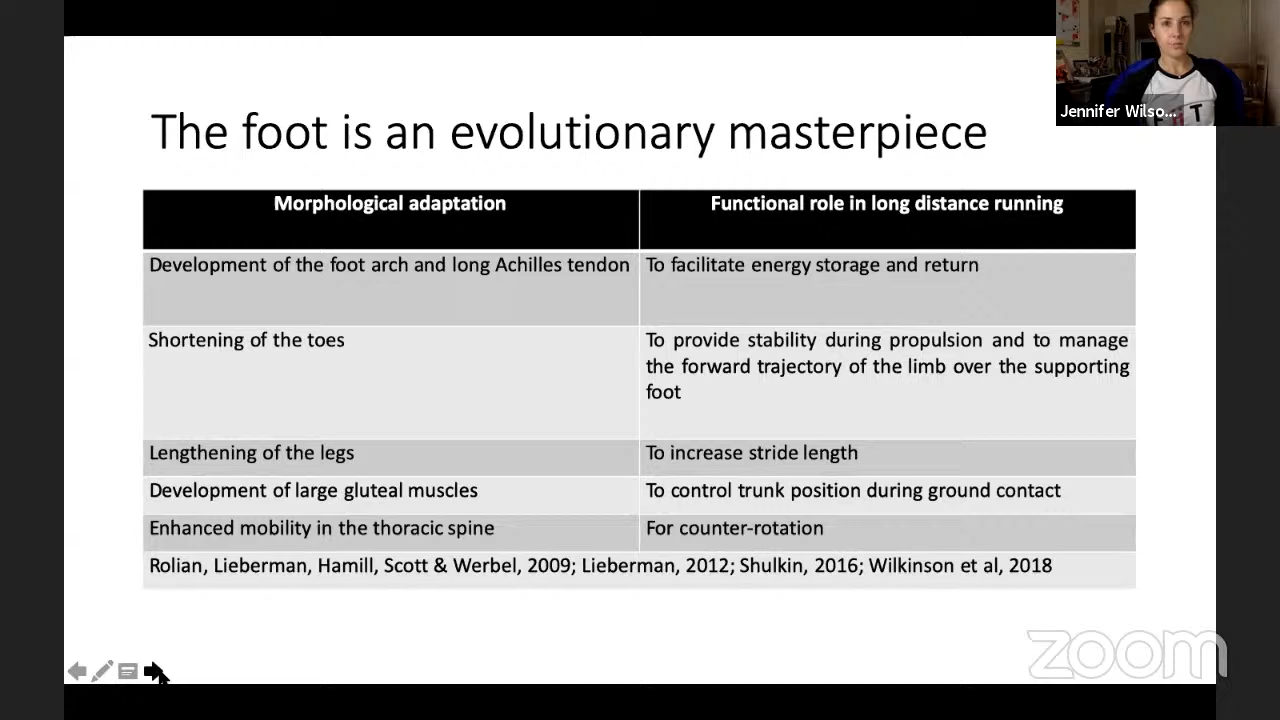 The foot is an evolutionary masterpiece
Jennifer Wilso...
Morphological adaptation
Functional role in long distance running
Development of the foot arch and long Achilles tendon
To facilitate energy storage and return
Shortening of the toes
To provide stability during propulsion and to manage
the forward trajectory of the limb over the supporting
foot
Lengthening of the legs
To increase stride length
Development of large gluteal muscles
To control trunk position during ground contact
Enhanced mobility in the thoracic spine
For counter-rotation
Rolian, Lieberman, Hamill, Scott & Werbel, 2009; Lieberman, 2012; Shulkin, 2016; Wilkinson et al, 2018
zoom